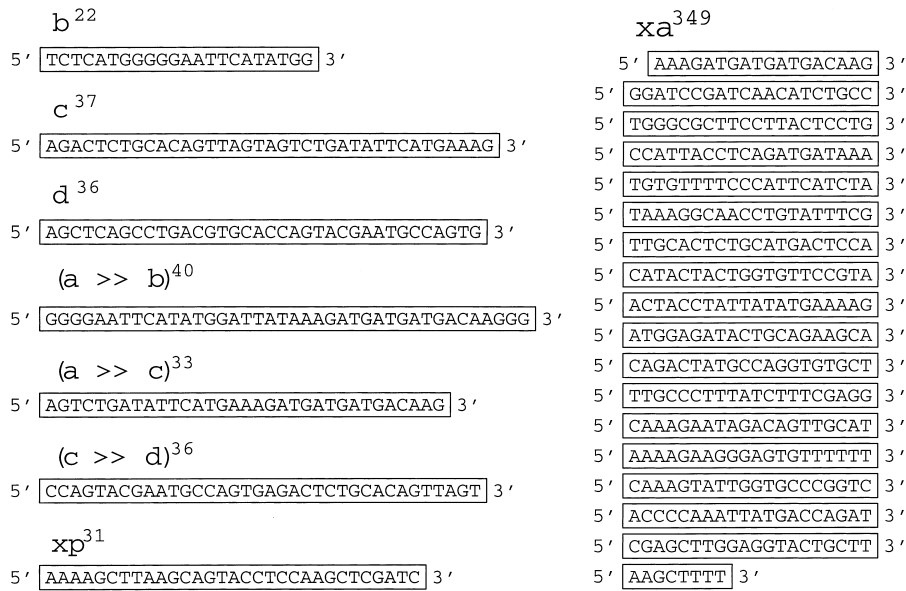 b22
5' TCTCATGGGGGAATTCATATGG 3'
c37
5' AGACTCTGCACAGTTAGTAGTCTGATATTCATGAAAG 3'
d36
5' AGCTCAGCCTGACGTGCACCAGTACGAATGCCAGTG 3'
(a >> b)40
5' GGGGAATTCATATGGATTATAAAGATGATGATGACAAGGG 3'
(a >> c)33
5' AGTCTGATATTCATGAAAGATGATGATGACAAG 3'
(c >> d)36
5' CCAGTACGAATGCCAGTGAGACTCTGCACAGTTAGT 3'
xp31
5' AAAAGCTTAAGCAGTACCTCCAAGCTCGATC 3'
xa349
5' AAAGATGATGATGACAAG 3'
5' GGATCCGATCAACATCTGCC 3'
5' TGGGCGCTTCCTTACTCCTG 3'
5' CCATTACCTCAGATGATAAA 3'
5' TGTGTTTTCCCATTCATCTA 3'
5' TAAAGGCAACCTGTATTTCG 3'
5' TTGCACTCTGCATGACTCCA 3'
5' CATACTACTGGTGTTCCGTA 3'
5' ACTACCTATTATATGAAAAG 3'
5' ATGGAGATACTGCAGAAGCA 3'
5' CAGACTATGCCAGGTGTGCT 3'
5' TTGCCCTTTATCTTTCGAGG 3'
5' CAAAGAATAGACAGTTGCAT 3'
5' AAAAGAAGGGAGTGTTTTTT 3'
5' CAAAGTATTGGTGCCCGGTC 3'
5' ACCCCAAATTATGACCAGAT 3'
5' CGAGCTTGGAGGTACTGCTT 3'
5' AAGCTTTT 3'